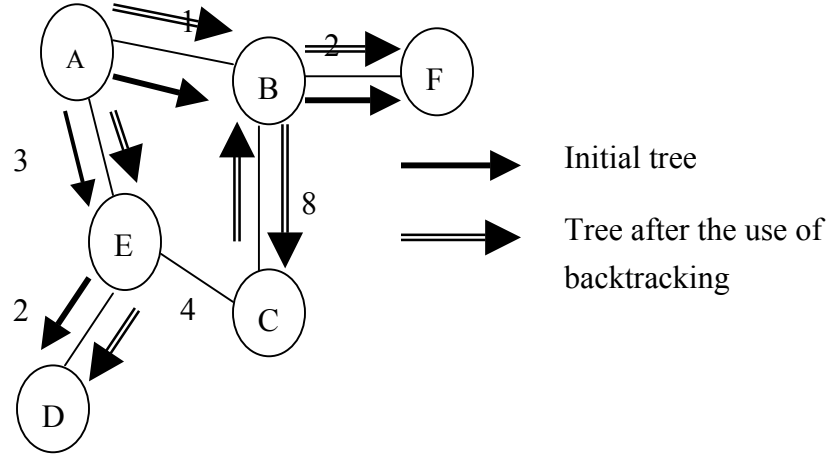 1
A
2
B
F
3
Initial tree
8
Tree after the use of
backtracking
E
2
4
C
D